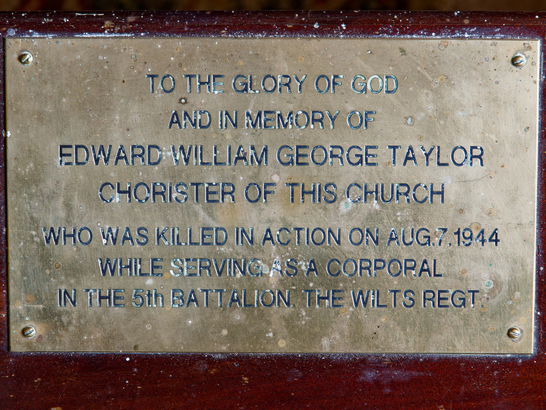 TO THE GLORY OF GOD
AND IN MEMORY OF
EDWARD WILLIAM GEORGE TAYLOR
CHORISTER OF THIS CHURCH
WHO WAS KILLED IN ACTION ON AUG.7.1944
WHILE SERVING AS A CORPORAL
IN THE 5th BATTALION. THE WILTS REGT.